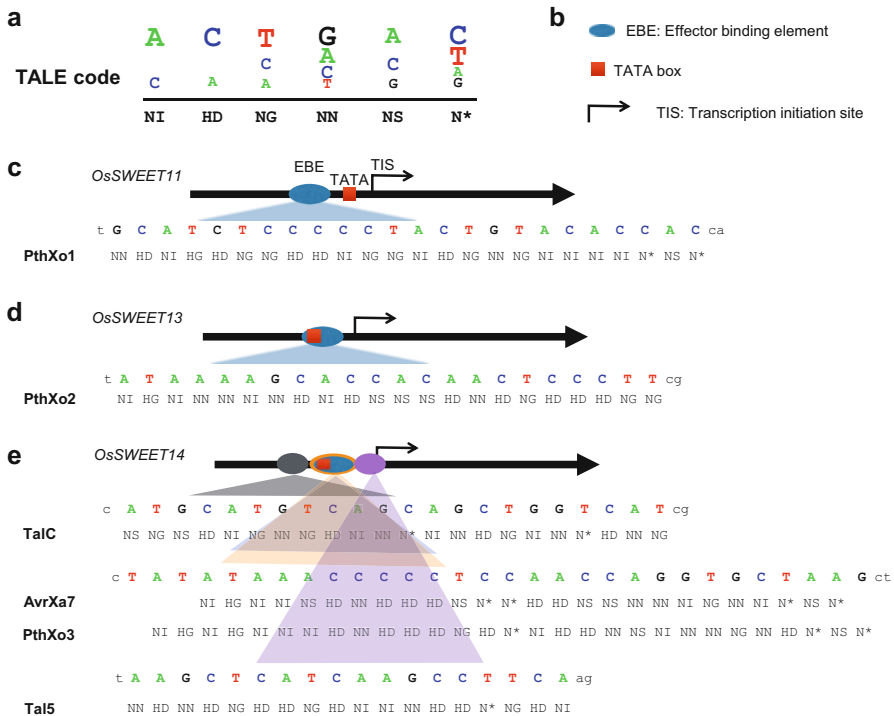 a
b
A C T G A C
A T
C A C C C A
A T G G
TALE code
NI HD NG NN NS N*
EBE: Effector binding element
TATA box
TIS: Transcription initiation site
c
OsSWEET11
EBE TATA TIS
t G C A T C T C C C C C T A C T G T A C A C C A C ca
PthXo1 NN HD NI HG HD NG HD NG HD HD NI NG NG NI HD NG NN NG NI NI NI NI N* NS N*
d
OsSWEET13
t A T A A A A G C A C C A C A A C T C C C T T cg
PthXo2 NI HG NI NN NN NI NN HD NI HD NS NS NS HD NN HD NG HD HD HD NG NG
e
OsSWEET14
c A T G C A T G T C A G C A G C T G G T C A T cg
TalC NS NG NS HD NI NG NN NG HD NI NN N* NI NN HD NG NI NN N* HD NN NG
c T A T A T A A A C C C C C T C C A A C C A G G T G C T A A G ct
AvrXa7 NI HG NI NI NS HD NN HD HD HD NS N* N* HD HD NS NS NN NN NI NG NN NI N* NS N*
PthXo3 NI HG NI HG NI NI NI HD NN HD HD HD NG HD N* NI HD HD NN NS NI NN NN NG NN HD N* NS N*
t A A G C T C A T C A A G C C T T C A ag
Tal5 NN HD NN HD NG HD HD NG HD NI NI NN HD HD N* NG HD NI